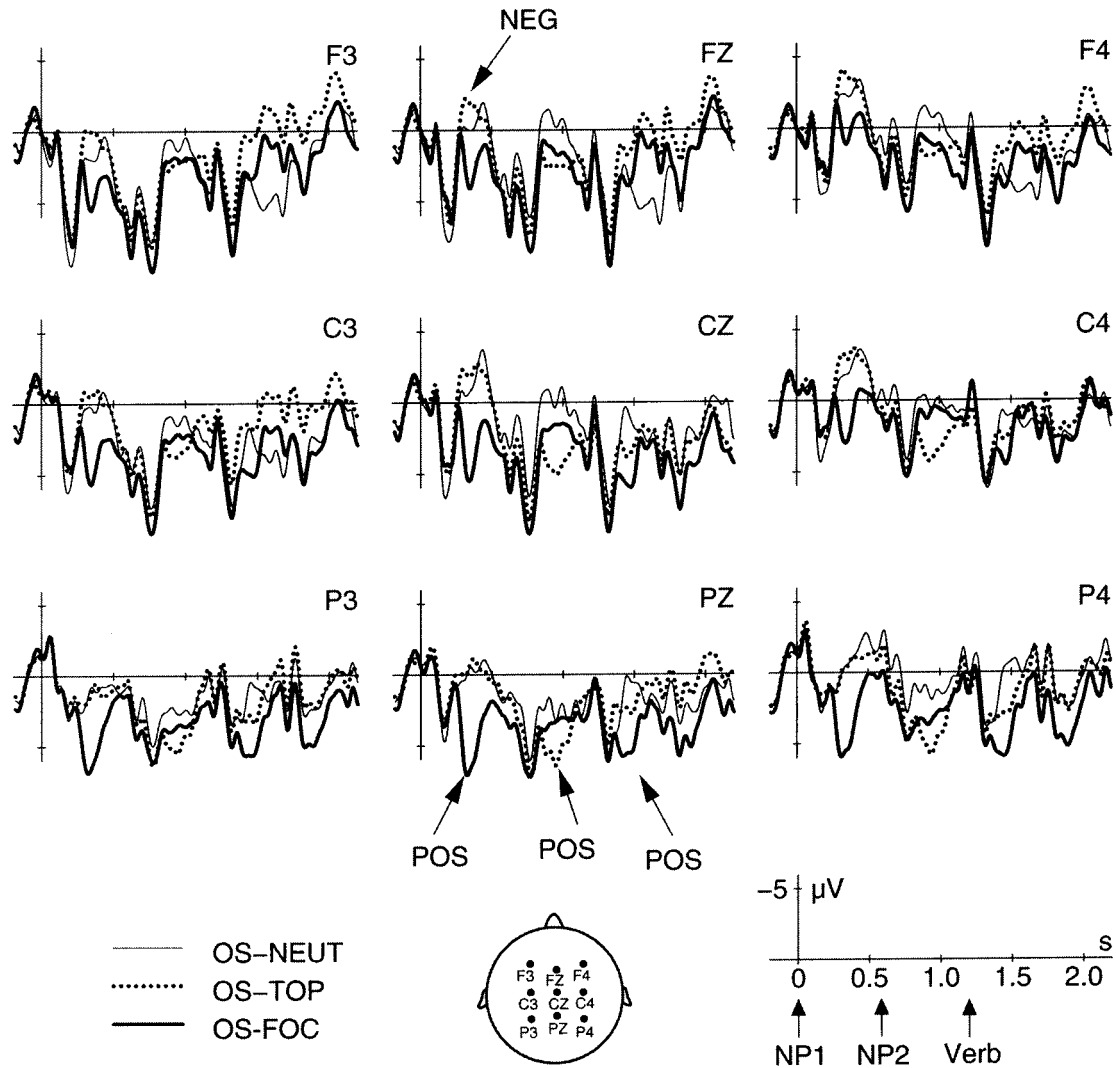 NEG
F3
FZ
F4
C3
CZ
C4
P3
PZ
P4
POS
POS
POS
−5 µV
s
0 0.5 1.0 1.5 2.0
NP1 NP2 Verb
OS−NEUT
OS−TOP
OS-FOC
F3 FZ F4
C3 CZ C4
P3 PZ P4